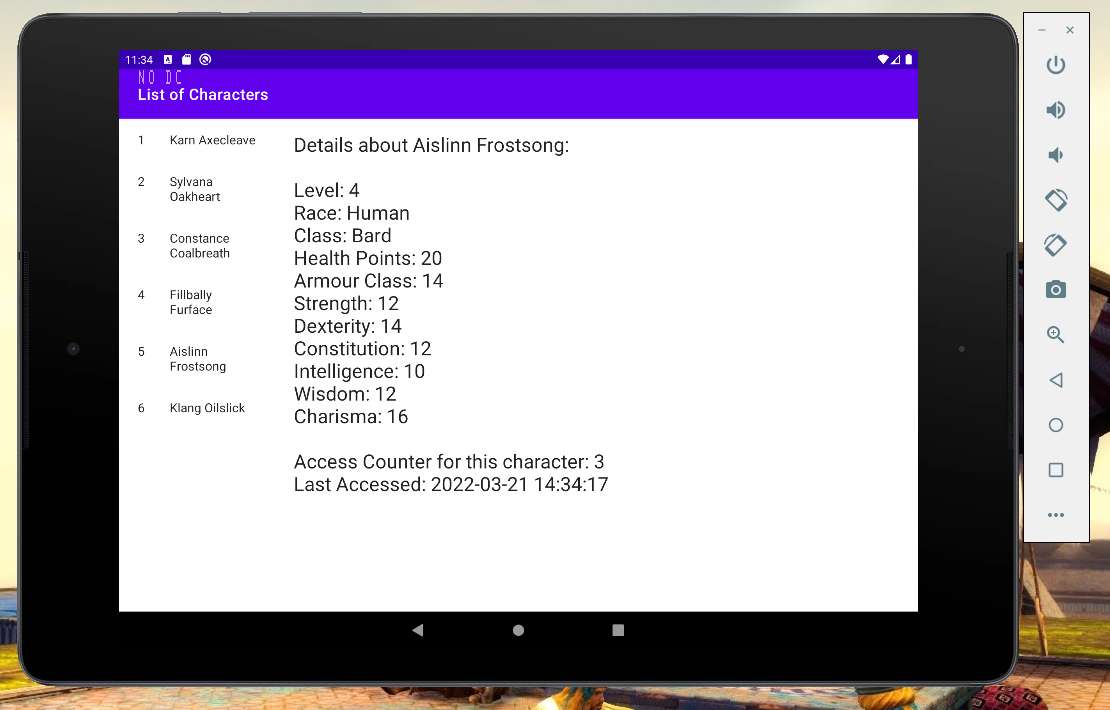 11:34
NO DC
List of Characters
1 Karn Axecleave
2 Sylvana
Oakheart
3 Constance
Coalbreath
4 Fillbally
Furface
5 Aislinn
Frostsong
6 Klang Oilslick
Details about Aislinn Frostsong:
Level: 4
Race: Human
Class: Bard
Health Points: 20
Armour Class: 14
Strength: 12
Dexterity: 14
Constitution: 12
Intelligence: 10
Wisdom: 12
Charisma: 16
Access Counter for this character: 3
Last Accessed: 2022-03-21 14:34:17